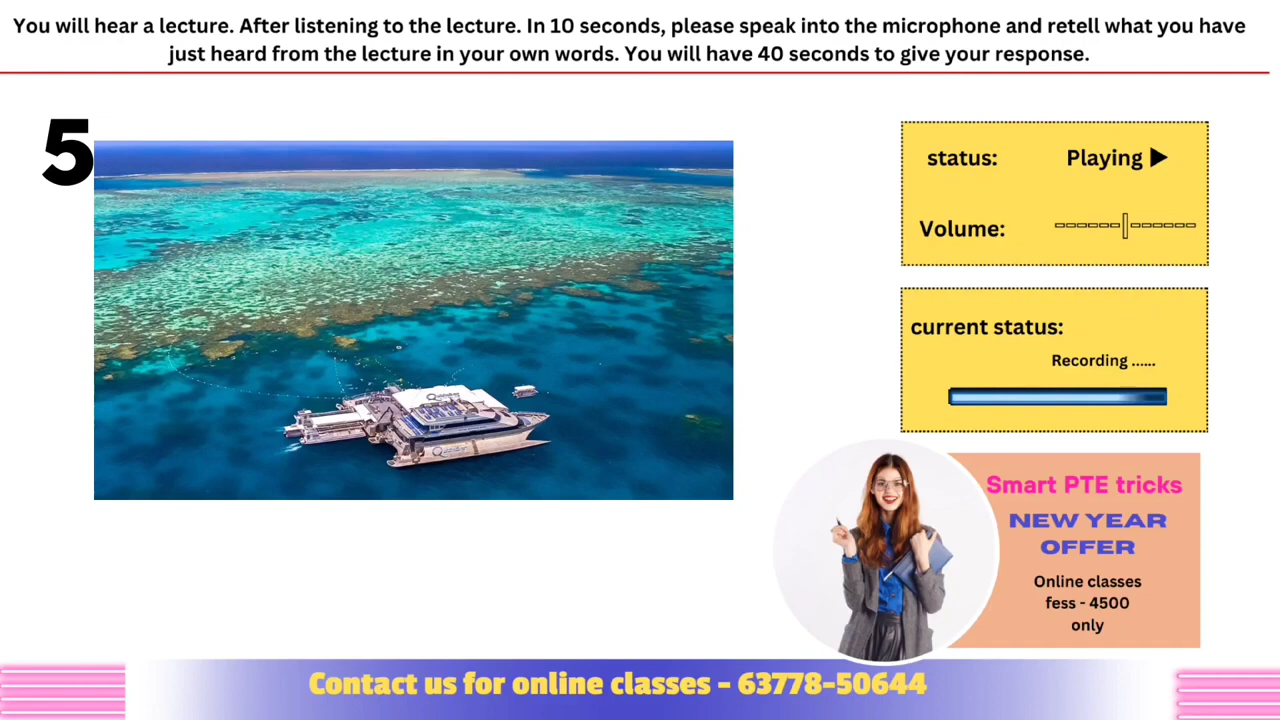 You will hear a lecture. After listening to the lecture. In 10 seconds, please speak into the microphone and retell what you have
just heard from the lecture in your own words. You will have 40 seconds to give your response.
5
status: Playing
Volume:
current status:
Recording ......
Smart PTE tricks
NEW YEAR
OFFER
Online classes
fess - 4500
only
Contact us for online classes - 63778-50644